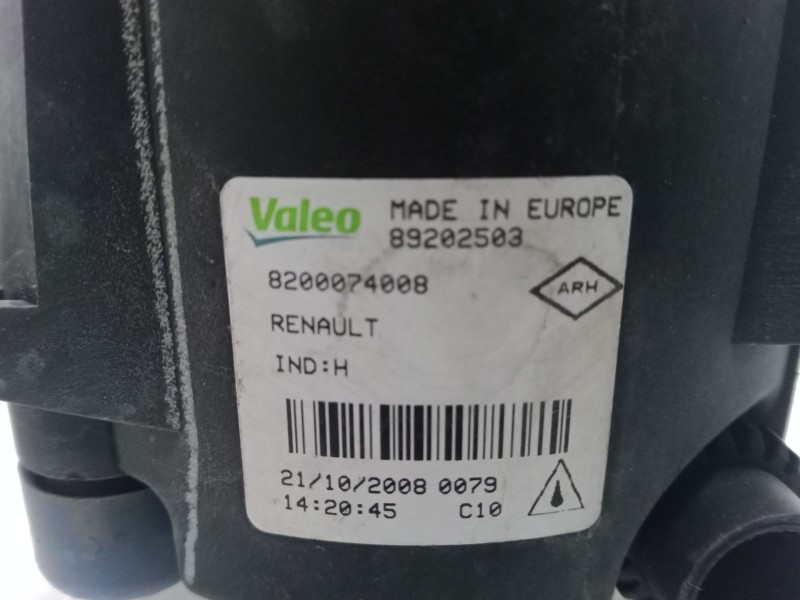 Valeo MADE IN EUROPE
89202503
8200074008
ARH
RENAULT
IND:H
21/10/2008 0079
14:20:45 C10